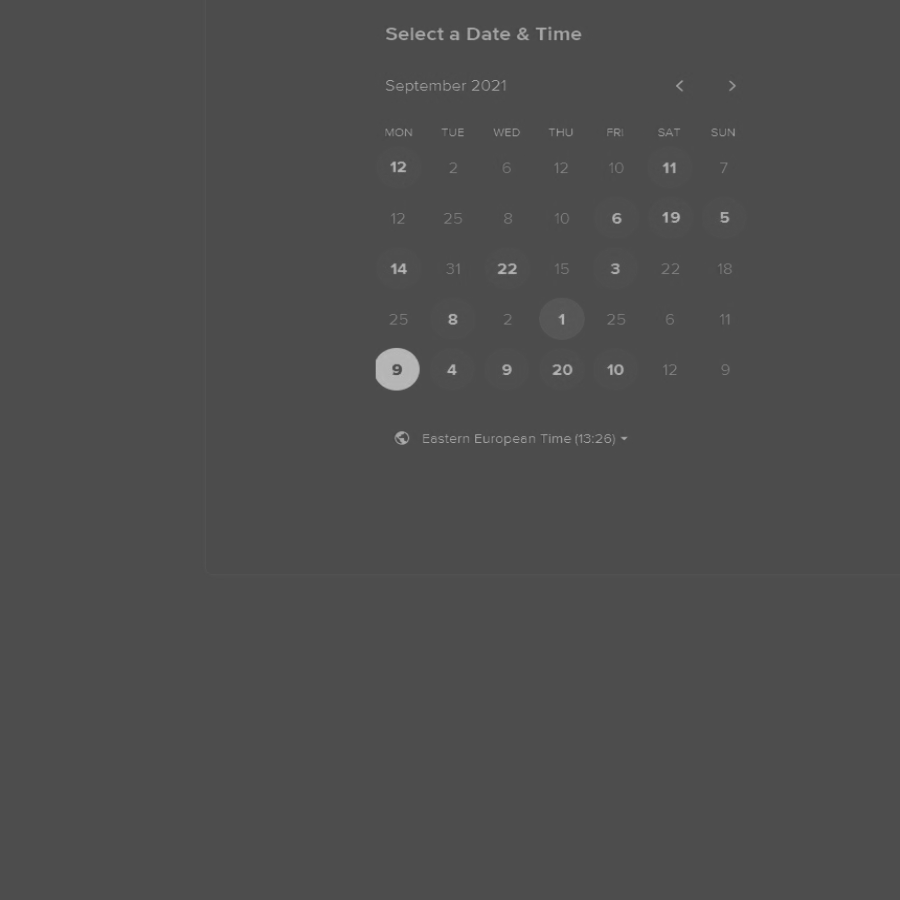 Select a Date & Time
September 2021
MON TUE WED THU FRI SAT SUN
12 2 6 12 10 11 7
12 25 8 10 6 19 5
14 31 22 15 3 22 18
25 8 2 1 25 6 11
9 4 9 20 10 12 9
Eastern European Time (13:26)